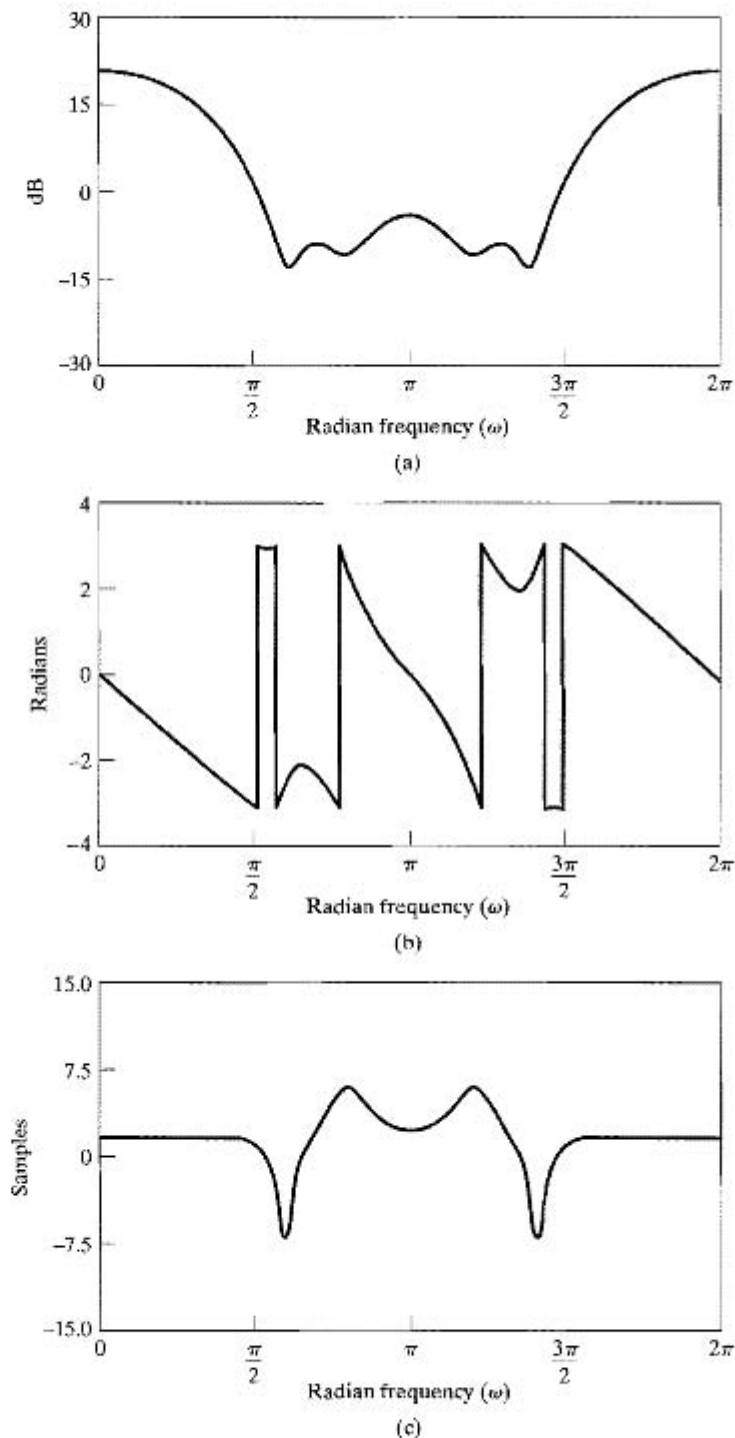 30
15
0
−15
−30
dB
0
π/2
π
3π/2
2π
Radian frequency (ω)
(a)
4
2
0
−2
−4
Radians
0
π/2
π
3π/2
2π
Radian frequency (ω)
(b)
15.0
7.5
0
−7.5
−15.0
Samples
0
π/2
π
3π/2
2π
Radian frequency (ω)
(c)